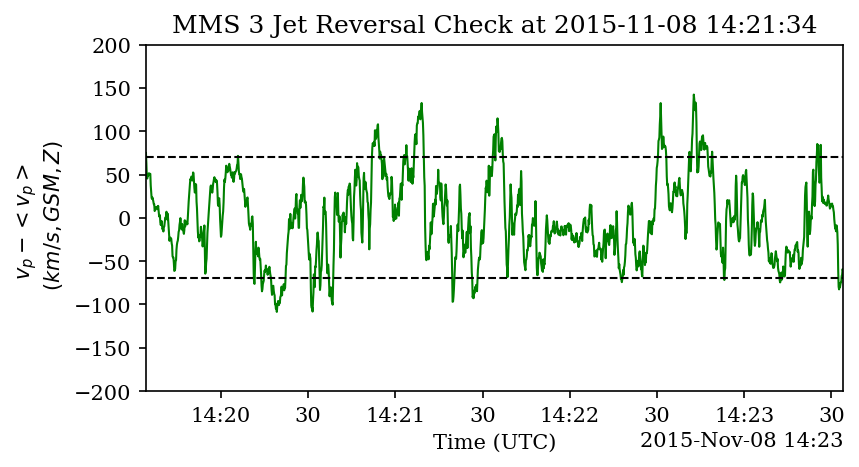 MMS 3 Jet Reversal Check at 2015-11-08 14:21:34
200
150
100
50
0
−50
−100
−150
−200
v_p − < v_p >
(km/s, GSM, Z)
14:20 30 14:21 30 14:22 30 14:23 30
Time (UTC)
2015-Nov-08 14:23